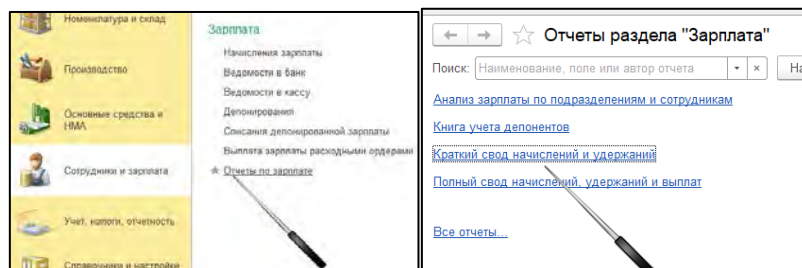 Номенклатура и склад
Производство
Основные средства и
НМА
Сотрудники и зарплата
Учет, налоги, отчетность
Справочники и настройки
Зарплата
Начисления зарплаты
Ведомости в банк
Ведомости в кассу
Депонирования
Списания депонированной зарплаты
Выплата зарплаты расходными ордерами
Отчеты по зарплате
Отчеты раздела "Зарплата"
Поиск: Наименование, поле или автор отчета
На
Анализ зарплаты по подразделениям и сотрудникам
Книга учета депонентов
Краткий свод начислений и удержаний
Полный свод начислений, удержаний и выплат
Все отчеты...